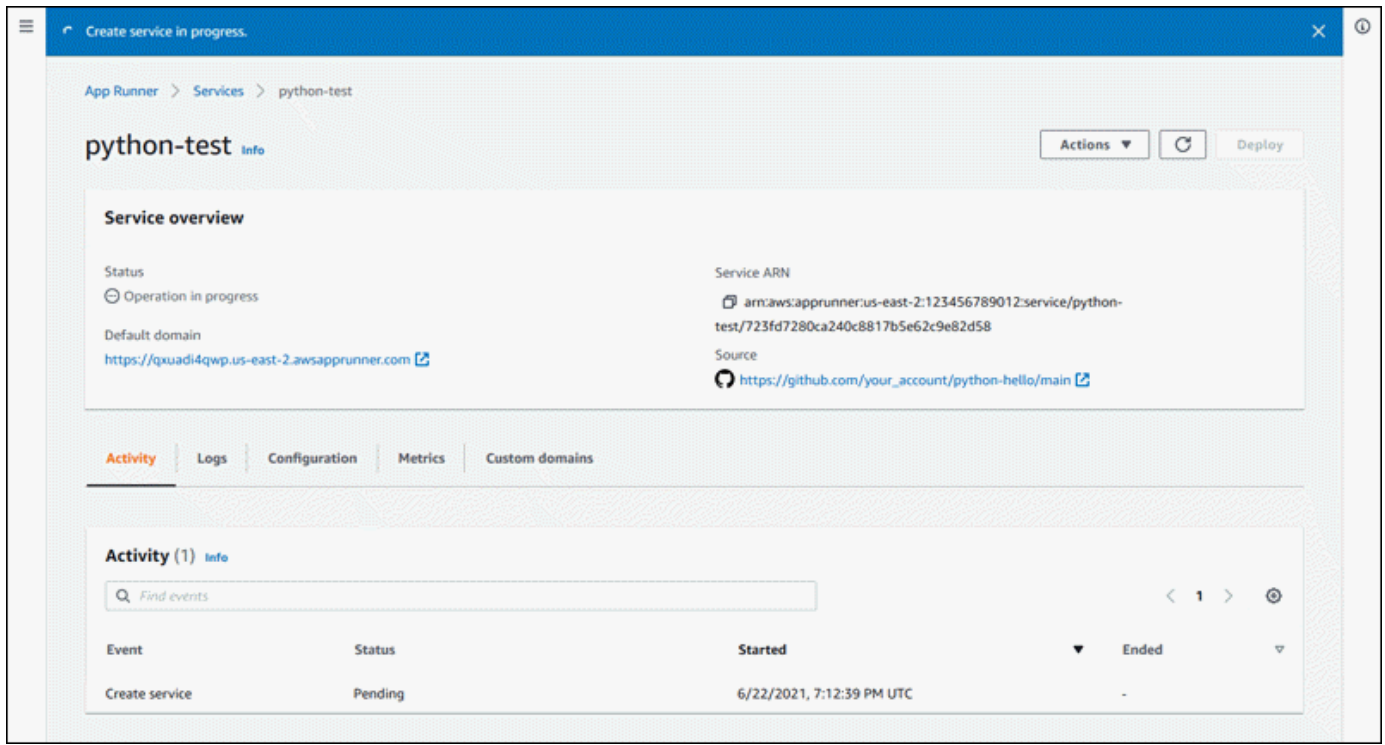 Create service in progress.
App Runner > Services > python-test
python-test Info
Actions
Deploy
Service overview
Status
Operation in progress
Default domain
https://qxuadi4qwp.us-east-2.awsapprunner.com
Service ARN
arn:aws:apprunner:us-east-2:123456789012:service/python-
test/723fd7280ca240c8817b5e62c9e82d58
Source
https://github.com/your_account/python-hello/main
Activity Logs Configuration Metrics Custom domains
Activity (1) Info
Find events
< 1 >
Event Status Started Ended
Create service Pending 6/22/2021, 7:12:39 PM UTC -